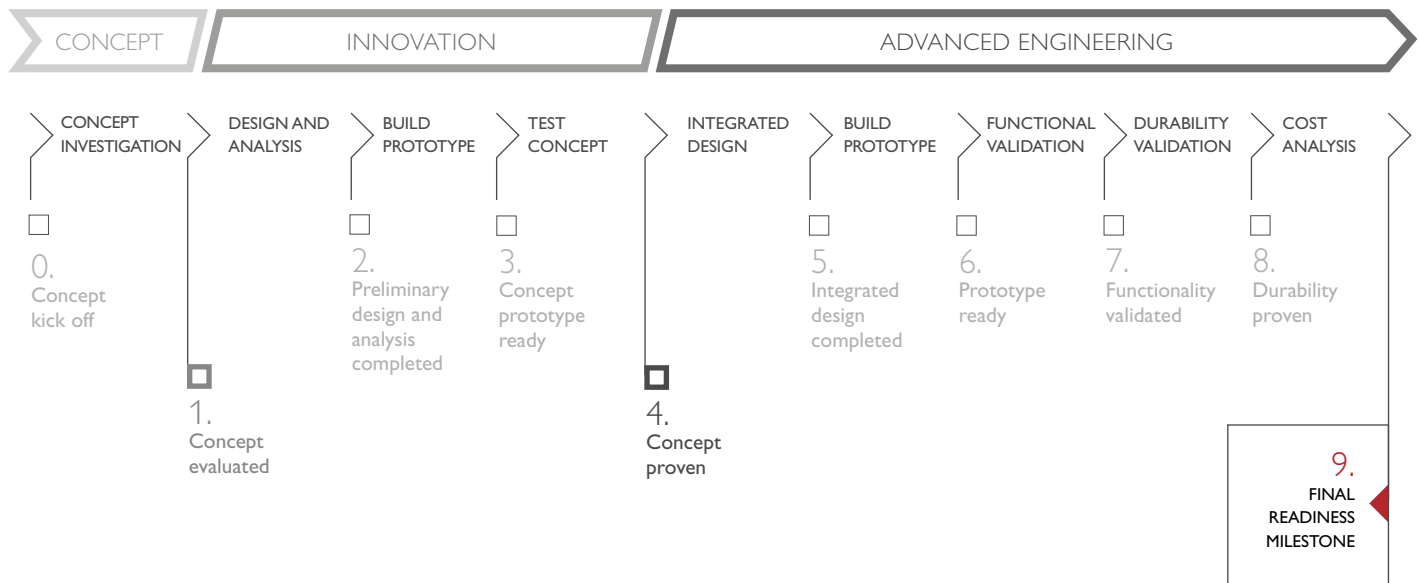 CONCEPT
INNOVATION
ADVANCED ENGINEERING
CONCEPT
INVESTIGATION
DESIGN AND
ANALYSIS
BUILD
PROTOTYPE
TEST
CONCEPT
INTEGRATED
DESIGN
BUILD
PROTOTYPE
FUNCTIONAL
VALIDATION
DURABILITY
VALIDATION
COST
ANALYSIS
0.
Concept
kick off
1.
Concept
evaluated
2.
Preliminary
design and
analysis
completed
3.
Concept
prototype
ready
4.
Concept
proven
5.
Integrated
design
completed
6.
Prototype
ready
7.
Functionality
validated
8.
Durability
proven
9.
FINAL
READINESS
MILESTONE